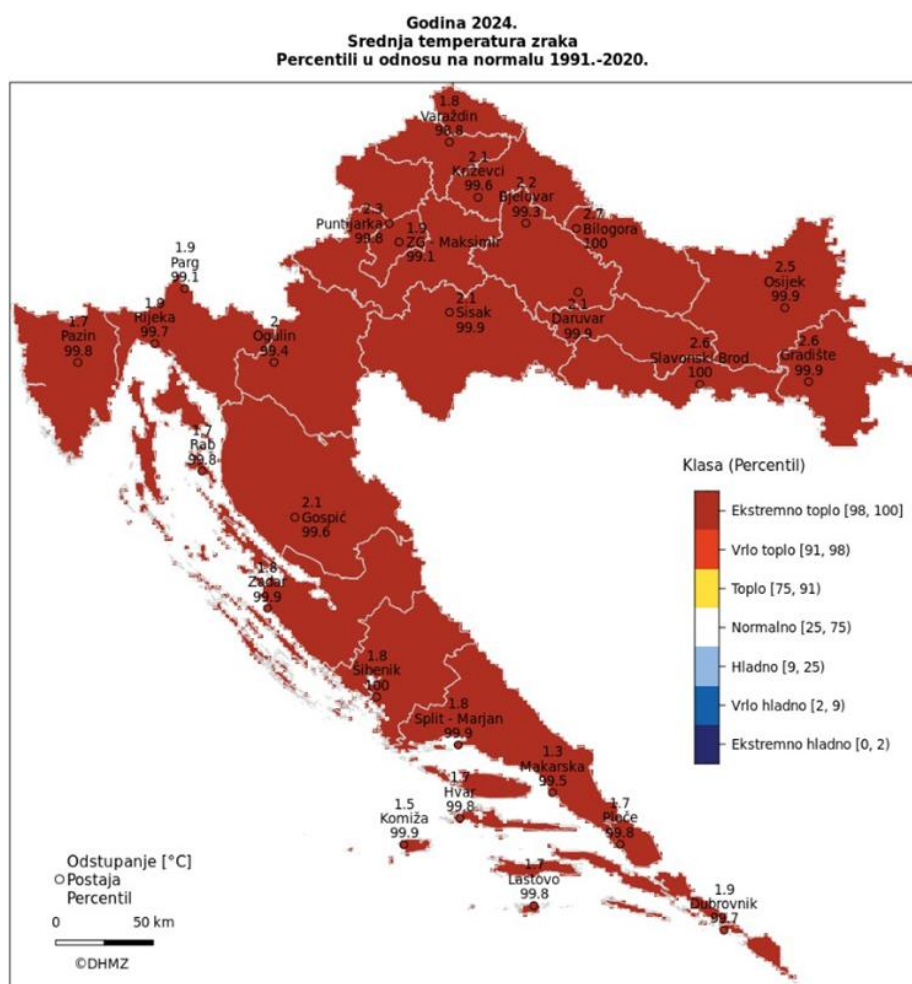 Godina 2024.
Srednja temperatura zraka
Percentili u odnosu na normalu 1991.-2020.
1.8
Varaždin
98.8
2.1
Križevci
99.6
2.2
Bjelovar
99.3
2.3
Puntijarka
99.8
1.9
ZG - Maksimir
99.1
2.7
Bilogora
100
1.9
Parg
99.1
1.9
Rijeka
99.7
1.7
Pazin
99.8
2
Ogulin
99.4
2.1
Sisak
99.9
2.1
Daruvar
99.9
2.5
Osijek
99.9
2.6
Slavonski Brod
100
2.6
Gradište
99.9
1.7
Rab
99.8
2.1
Gospić
99.6
1.8
Zadar
99.9
1.8
Šibenik
100
1.8
Split - Marjan
99.9
1.3
Makarska
99.5
1.7
Hvar
99.8
1.5
Komiža
99.9
1.7
Ploče
99.8
1.7
Lastovo
99.8
1.9
Dubrovnik
99.7
Klasa (Percentil)
Ekstremno toplo [98, 100]
Vrlo toplo [91, 98)
Toplo [75, 91)
Normalno [25, 75)
Hladno [9, 25)
Vrlo hladno [2, 9)
Ekstremno hladno [0, 2)
Odstupanje [°C]
Postaja
Percentil
0 50 km
©DHMZ